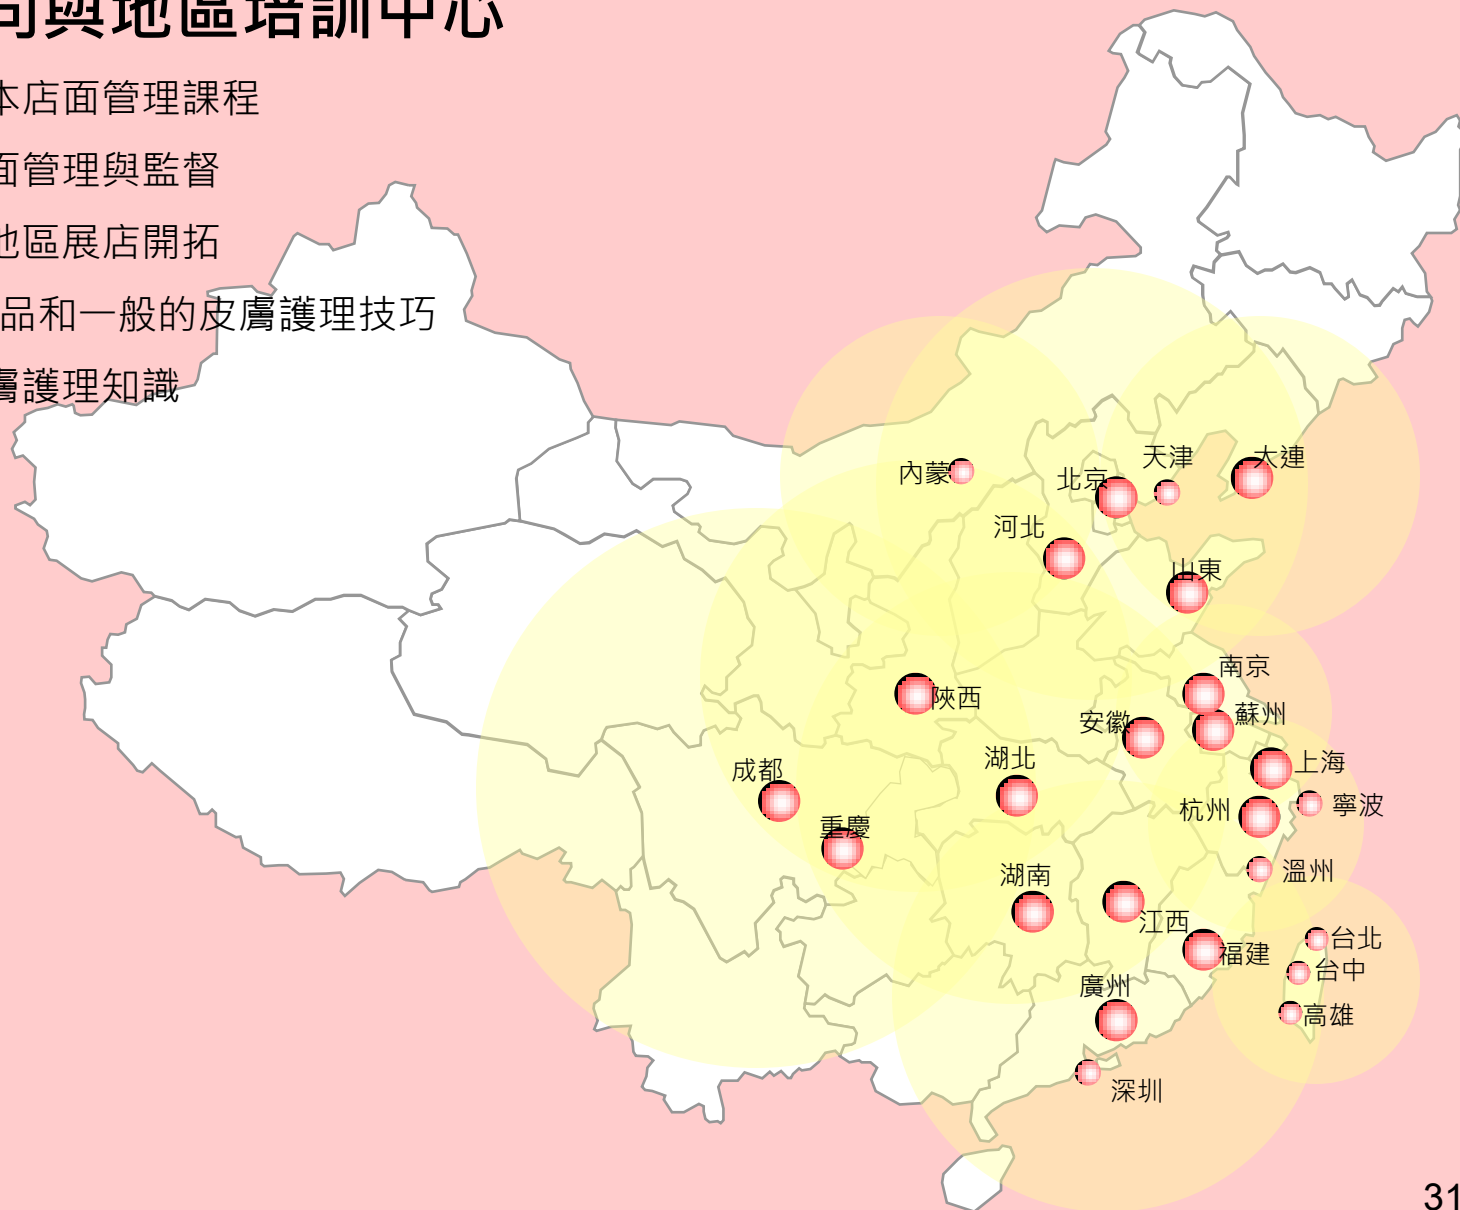 司與地區培訓中心
本店面管理課程
面管理與監督
地區展店開拓
品和一般的皮膚護理技巧
膚護理知識
內蒙
北京
天津
大連
河北
山東
陝西
南京
蘇州
安徽
上海
成都
湖北
杭州
寧波
重慶
湖南
溫州
江西
福建
台北
台中
廣州
高雄
深圳
31